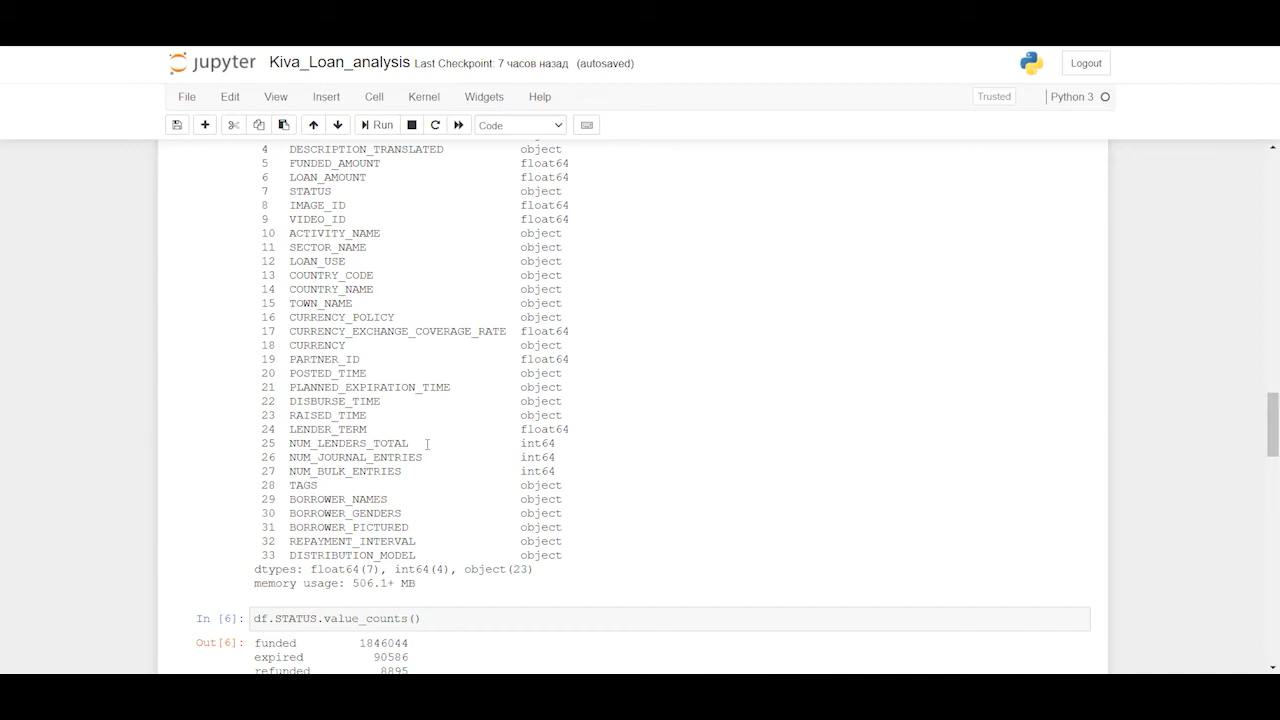 jupyter Kiva_Loan_analysis Last Checkpoint: 7 часов назад (autosaved)
Logout
File Edit View Insert Cell Kernel Widgets Help
Trusted
Python 3
Run
Code
4 DESCRIPTION_TRANSLATED object
5 FUNDED_AMOUNT float64
6 LOAN_AMOUNT float64
7 STATUS object
8 IMAGE_ID float64
9 VIDEO_ID float64
10 ACTIVITY_NAME object
11 SECTOR_NAME object
12 LOAN_USE object
13 COUNTRY_CODE object
14 COUNTRY_NAME object
15 TOWN_NAME object
16 CURRENCY_POLICY object
17 CURRENCY_EXCHANGE_COVERAGE_RATE float64
18 CURRENCY object
19 PARTNER_ID float64
20 POSTED_TIME object
21 PLANNED_EXPIRATION_TIME object
22 DISBURSE_TIME object
23 RAISED_TIME object
24 LENDER_TERM float64
25 NUM_LENDERS_TOTAL int64
26 NUM_JOURNAL_ENTRIES int64
27 NUM_BULK_ENTRIES int64
28 TAGS object
29 BORROWER_NAMES object
30 BORROWER_GENDERS object
31 BORROWER_PICTURED object
32 REPAYMENT_INTERVAL object
33 DISTRIBUTION_MODEL object
dtypes: float64(7), int64(4), object(23)
memory usage: 506.1+ MB
In [6]: df.STATUS.value_counts()
Out[6]: funded 1846044
expired 90586
refunded 8895